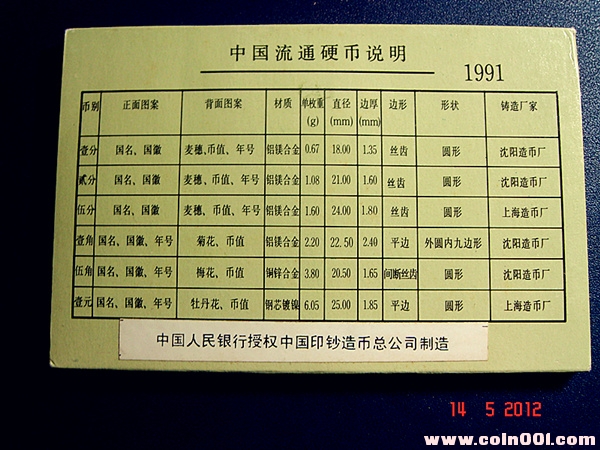 中国流通硬币说明
1991
币别 正面图案 背面图案 材质 单枚重(g) 直径(mm) 边厚(mm) 边形 形状 铸造厂家
壹分 国名、国徽 麦穗、币值、年号 铝镁合金 0.67 18.00 1.35 丝齿 圆形 沈阳造币厂
贰分 国名、国徽 麦穗、币值、年号 铝镁合金 1.08 21.00 1.60 丝齿 圆形 沈阳造币厂
伍分 国名、国徽 麦穗、币值、年号 铝镁合金 1.60 24.00 1.80 丝齿 圆形 上海造币厂
壹角 国名、国徽、年号 菊花、币值 铝镁合金 2.20 22.50 2.40 平边 外圆内九边形 沈阳造币厂
伍角 国名、国徽、年号 梅花、币值 铜锌合金 3.80 20.50 1.65 间断丝齿 圆形 沈阳造币厂
壹元 国名、国徽、年号 牡丹花、币值 钢芯镀镍 6.05 25.00 1.85 平边 圆形 上海造币厂
中国人民银行授权中国印钞造币总公司制造
14 5 2012
www.coin001.com